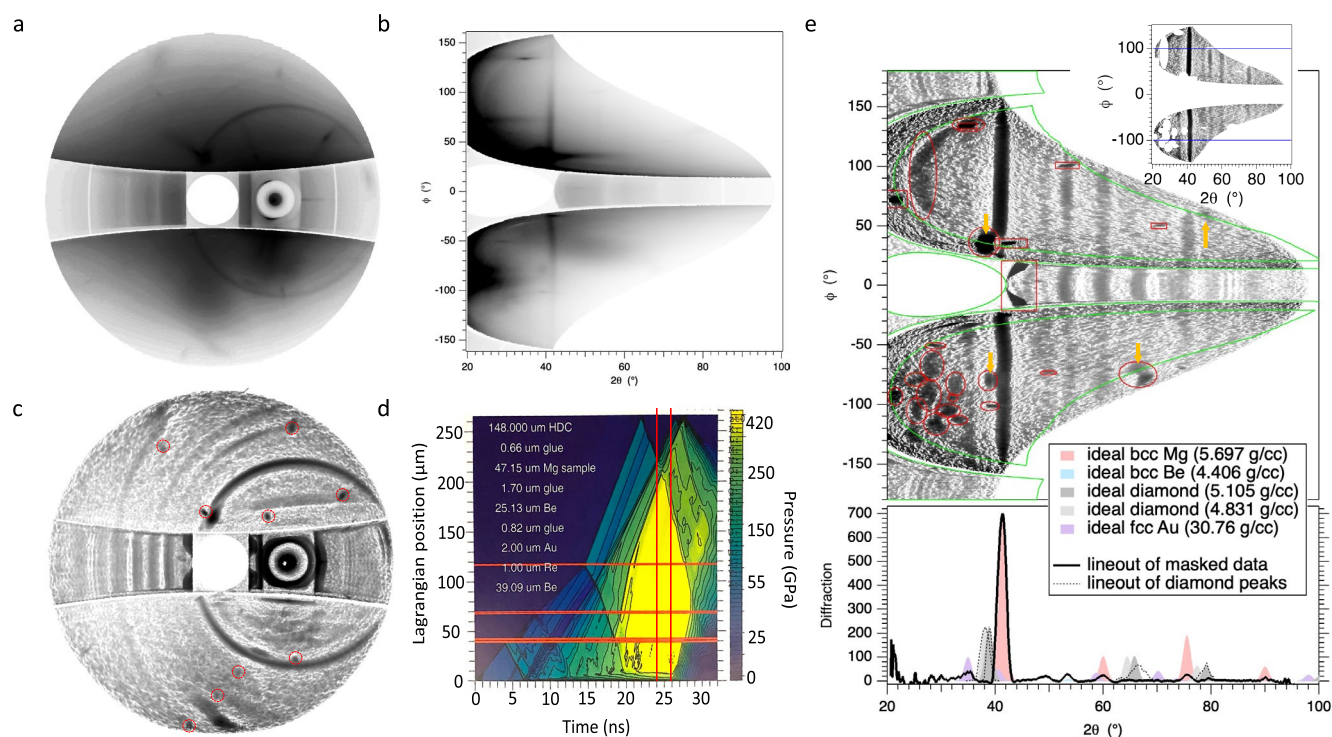 a
b
150
100
50
0
-50
-100
-150
ϕ (°)
20
40
60
80
100
2θ (°)
c
d
148.000 um HDC
0.66 um glue
47.15 um Mg sample
1.70 um glue
25.13 um Be
0.82 um glue
2.00 um Au
1.00 um Re
39.09 um Be
250
200
150
100
50
0
Lagrangian position (µm)
0
5
10
15
20
25
30
Time (ns)
420
250
150
55
25
0
Pressure (GPa)
e
150
100
50
0
-50
-100
-150
ϕ (°)
100
0
-100
ϕ (°)
20
40
60
80
100
2θ (°)
ideal bcc Mg (5.697 g/cc)
ideal bcc Be (4.406 g/cc)
ideal diamond (5.105 g/cc)
ideal diamond (4.831 g/cc)
ideal fcc Au (30.76 g/cc)
lineout of masked data
lineout of diamond peaks
700
600
500
400
300
200
100
0
Diffraction
20
40
60
80
100
2θ (°)